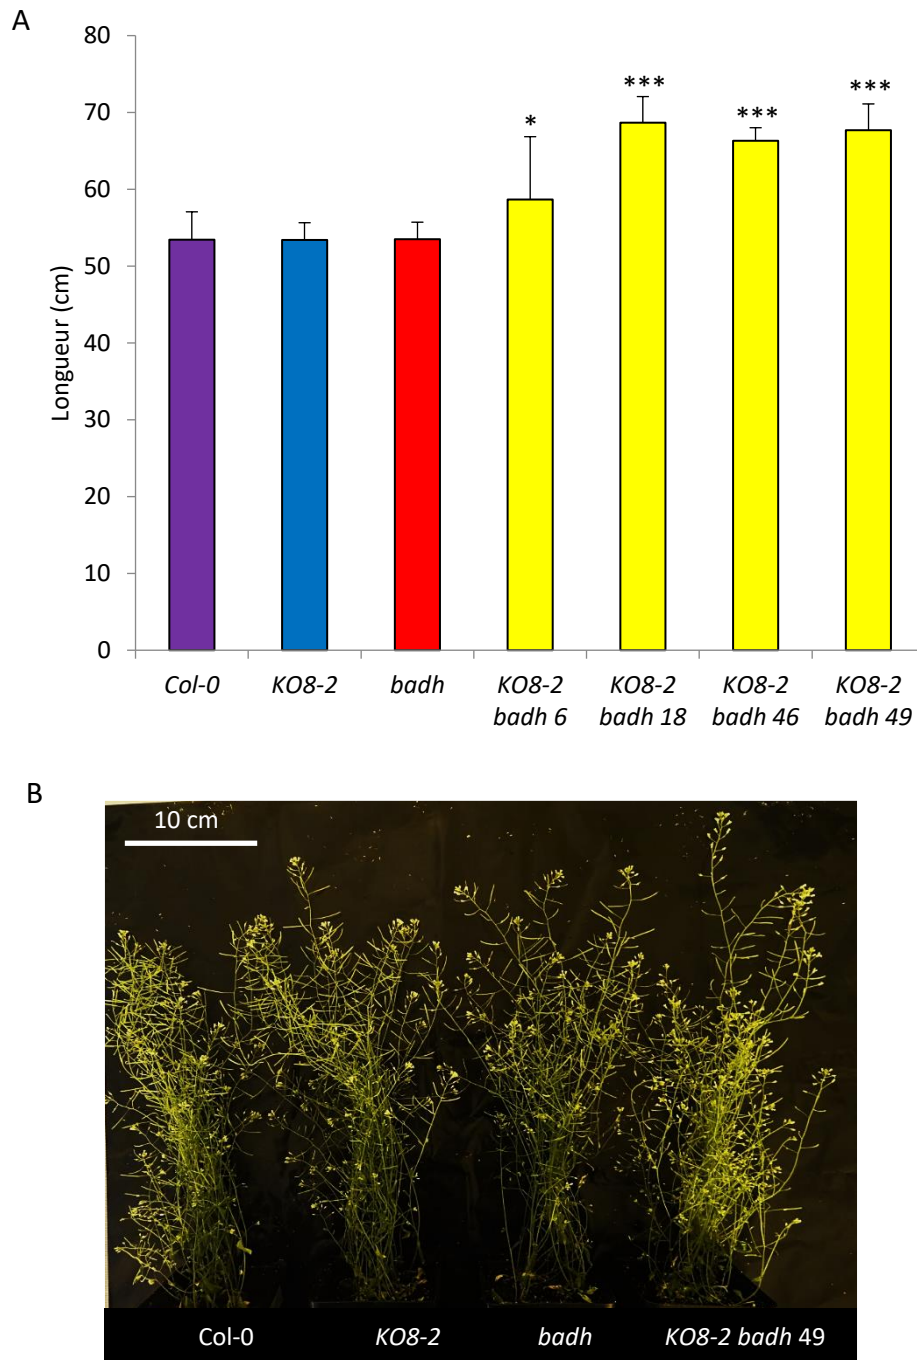 A
80
70
60
50
40
30
20
10
0
Longueur (cm)
*
***
***
***
Col-0
KO8-2
badh
KO8-2
badh 6
KO8-2
badh 18
KO8-2
badh 46
KO8-2
badh 49
B
10 cm
Col-0
KO8-2
badh
KO8-2 badh 49